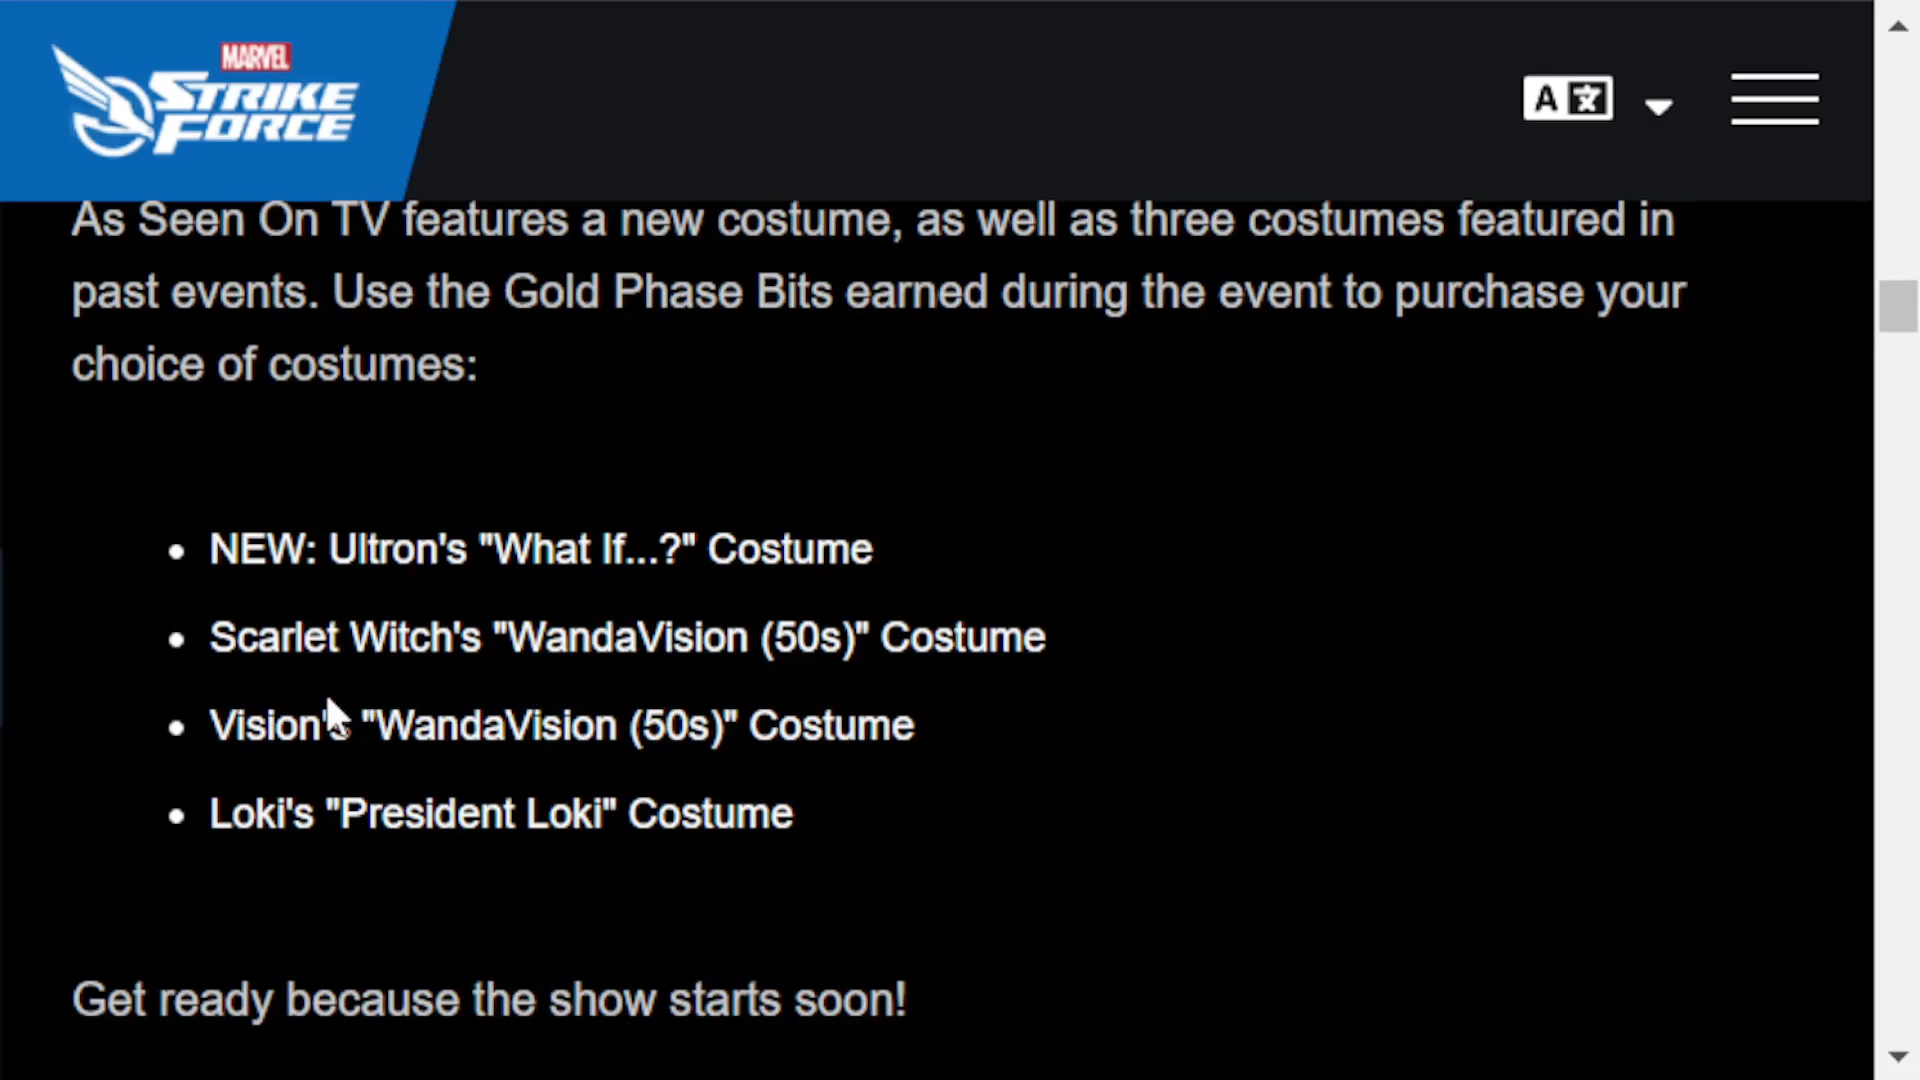 MARVEL
STRIKE
FORCE
A 文
As Seen On TV features a new costume, as well as three costumes featured in
past events. Use the Gold Phase Bits earned during the event to purchase your
choice of costumes:
• NEW: Ultron's "What If...?" Costume
• Scarlet Witch's "WandaVision (50s)" Costume
• Vision's "WandaVision (50s)" Costume
• Loki's "President Loki" Costume
Get ready because the show starts soon!